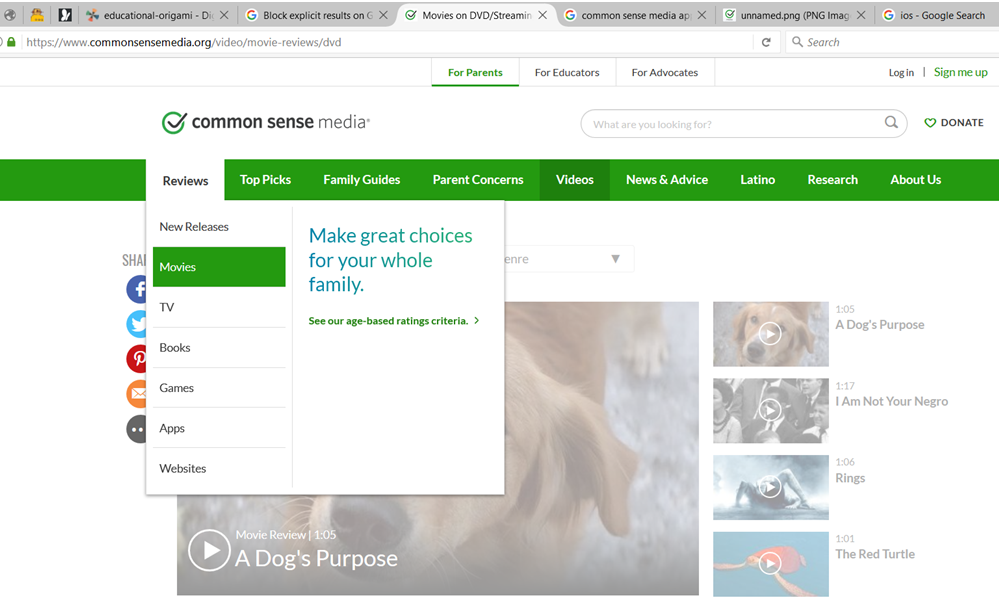 educational-origami - Di
Block explicit results on G
Movies on DVD/Streamin
common sense media ap
unnamed.png (PNG Imag
ios - Google Search
https://www.commonsensemedia.org/video/movie-reviews/dvd
Search
For Parents
For Educators
For Advocates
Log in | Sign me up
common sense media®
What are you looking for?
DONATE
Reviews
Top Picks
Family Guides
Parent Concerns
Videos
News & Advice
Latino
Research
About Us
New Releases
Movies
TV
Books
Games
Apps
Websites
Make great choices
for your whole
family.
See our age-based ratings criteria.
SHA
enre
Movie Review | 1:05
A Dog's Purpose
1:05
A Dog's Purpose
1:17
I Am Not Your Negro
1:06
Rings
1:01
The Red Turtle